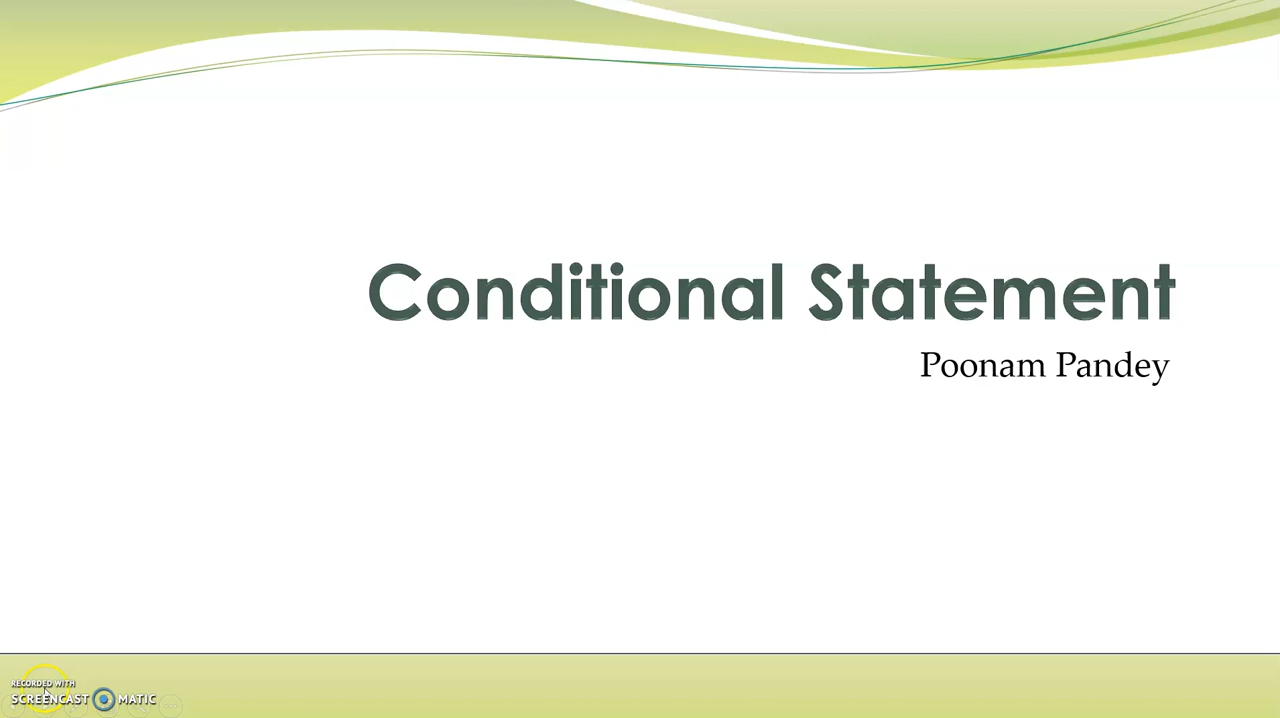 Conditional Statement
Poonam Pandey
RECORDED WITH
SCREENCAST MATIC